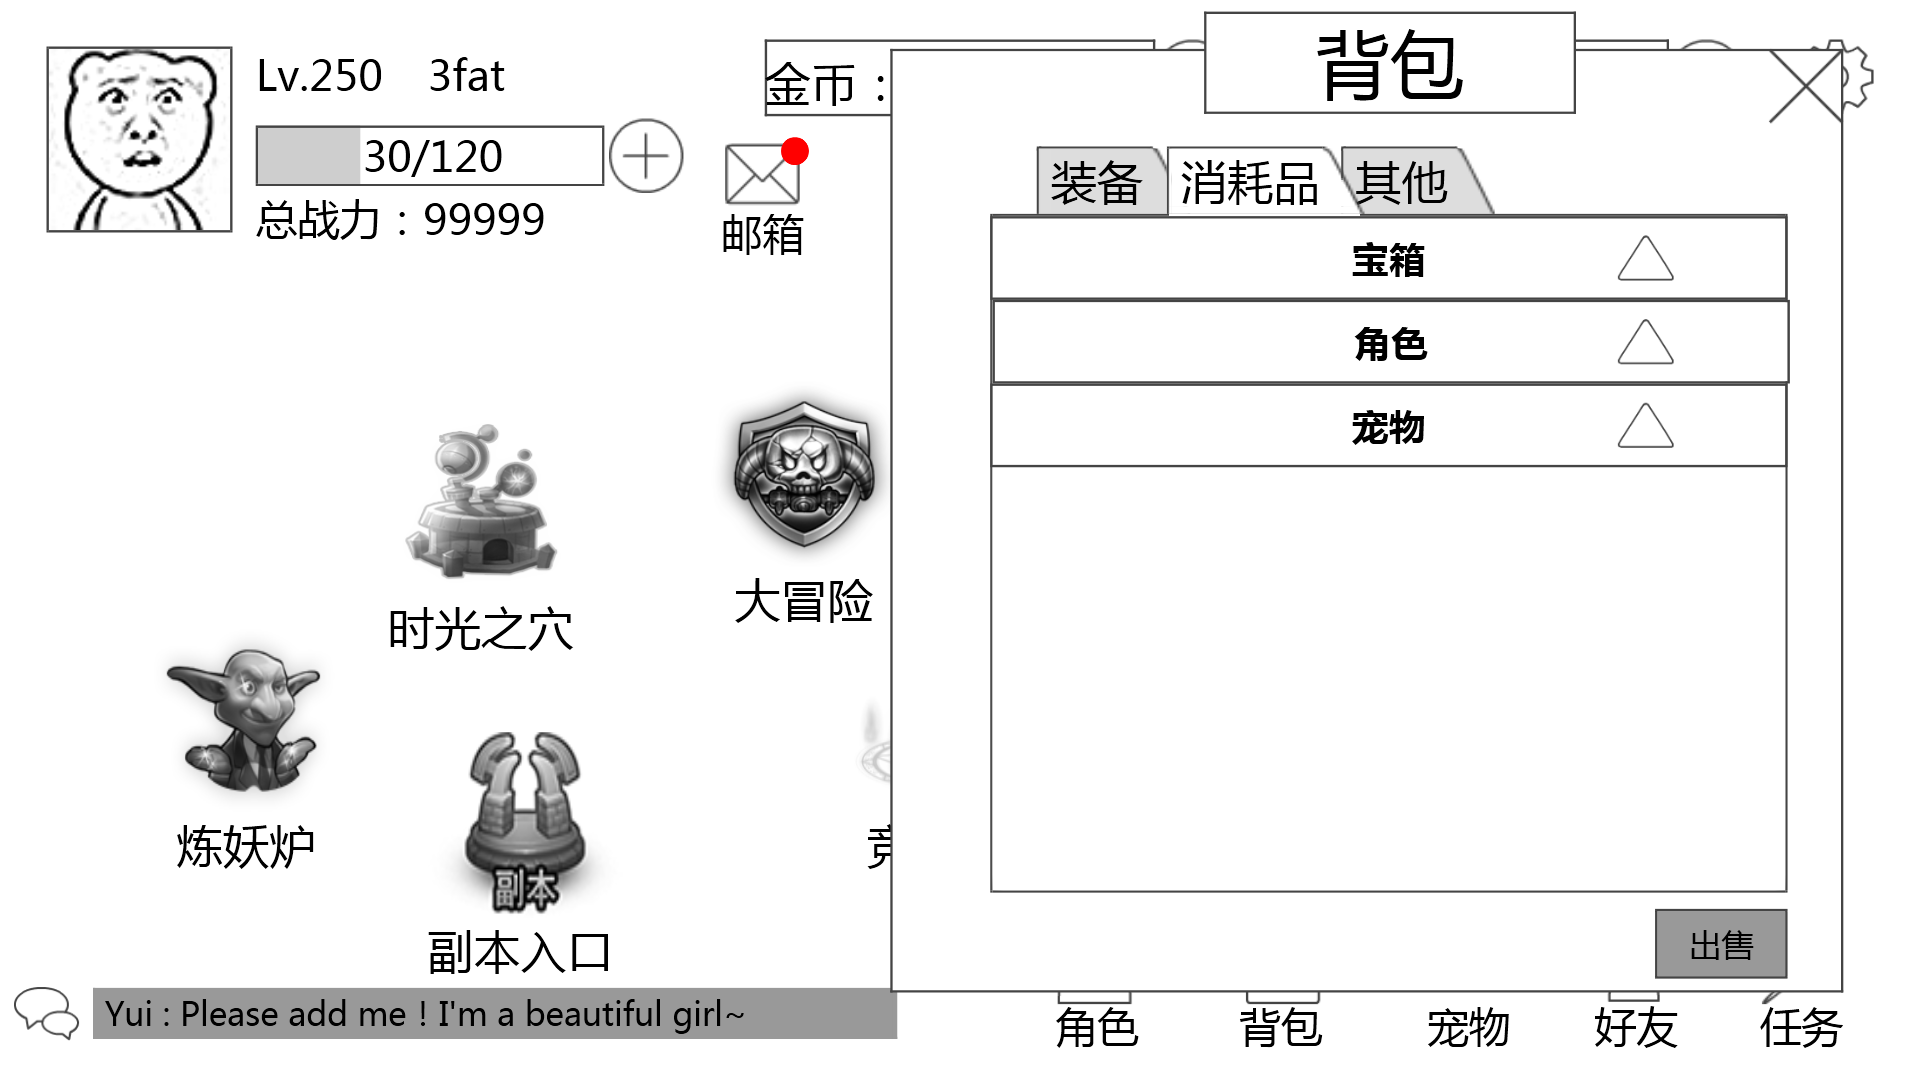 Lv.250 3fat
30/120
总战力：99999
邮箱
金币：
背包
装备 消耗品 其他
宝箱
角色
宠物
大冒险
时光之穴
炼妖炉
副本
副本入口
出售
Yui : Please add me ! I'm a beautiful girl~
角色 背包 宠物 好友 任务